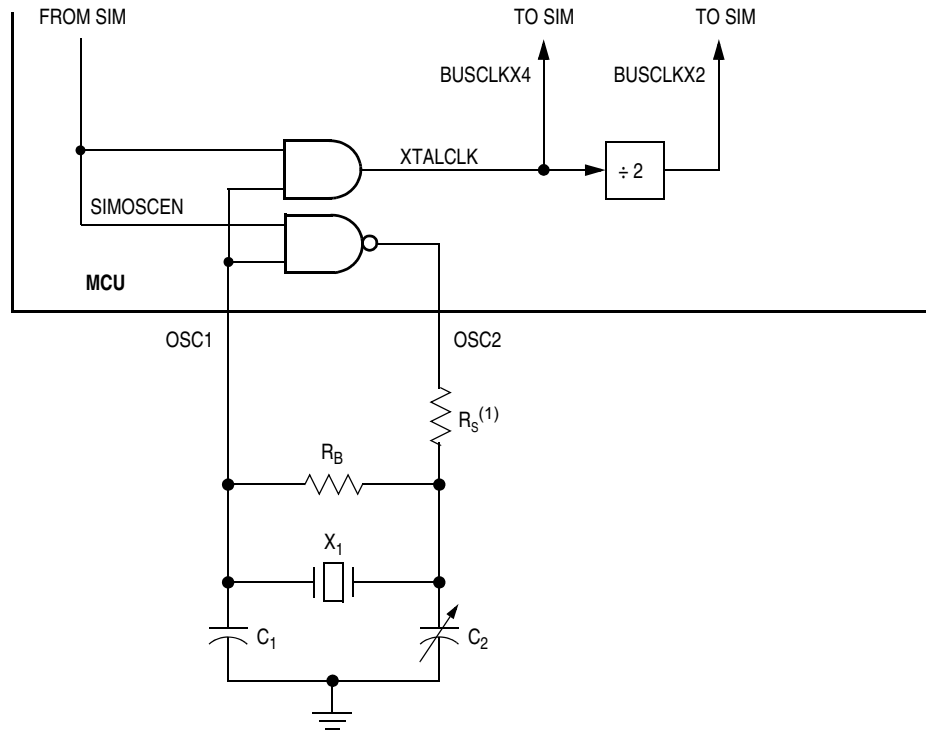 FROM SIM
TO SIM
TO SIM
BUSCLKX4
BUSCLKX2
XTALCLK
÷ 2
SIMOSCEN
MCU
OSC1
OSC2
RS(1)
RB
X1
C1
C2